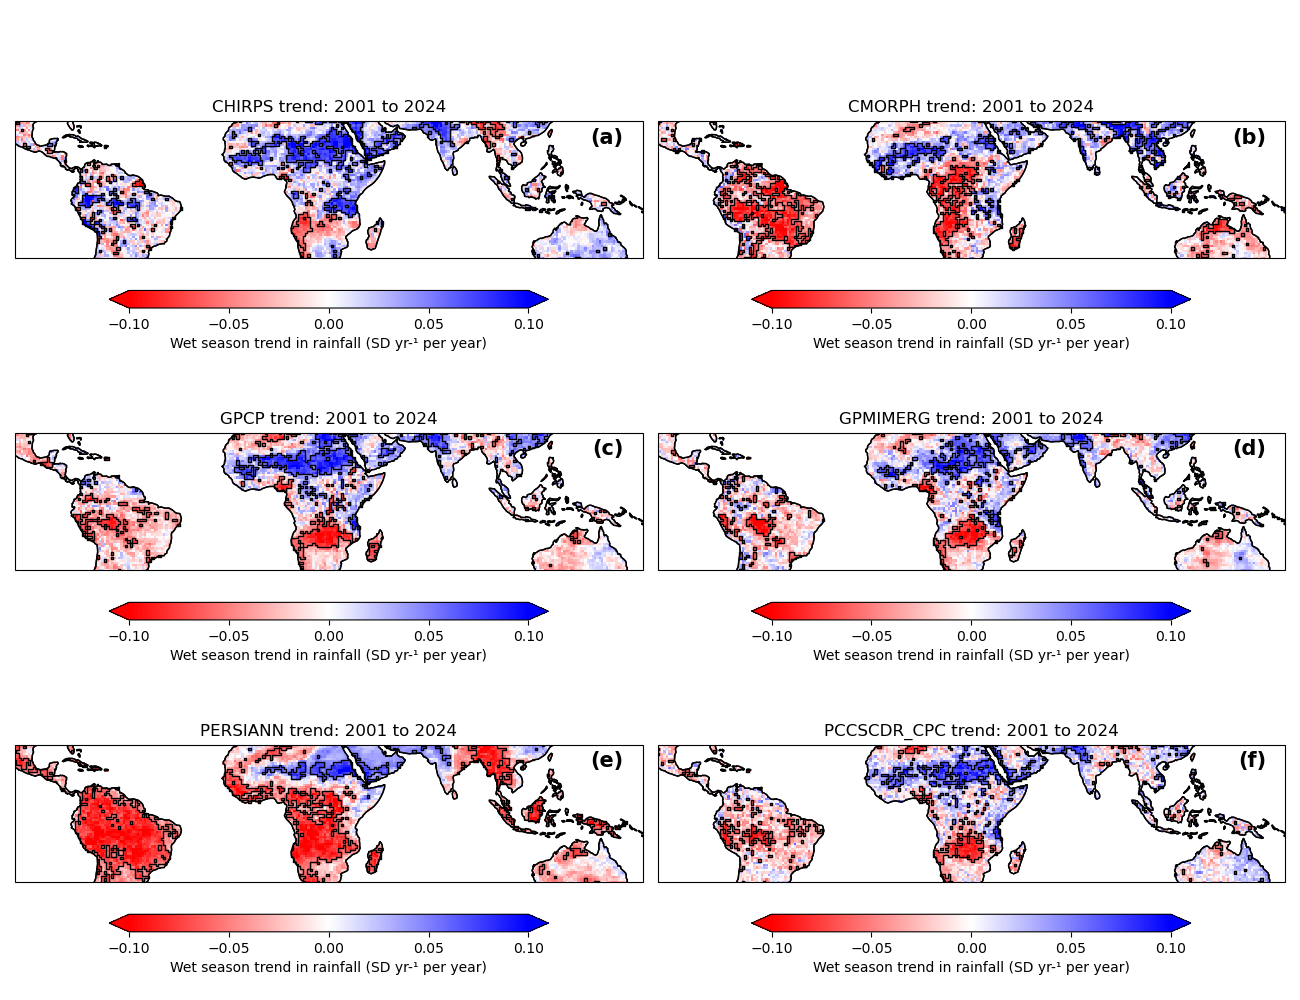 CHIRPS trend: 2001 to 2024
(a)
−0.10 −0.05 0.00 0.05 0.10
Wet season trend in rainfall (SD yr-¹ per year)
CMORPH trend: 2001 to 2024
(b)
−0.10 −0.05 0.00 0.05 0.10
Wet season trend in rainfall (SD yr-¹ per year)
GPCP trend: 2001 to 2024
(c)
−0.10 −0.05 0.00 0.05 0.10
Wet season trend in rainfall (SD yr-¹ per year)
GPMIMERG trend: 2001 to 2024
(d)
−0.10 −0.05 0.00 0.05 0.10
Wet season trend in rainfall (SD yr-¹ per year)
PERSIANN trend: 2001 to 2024
(e)
−0.10 −0.05 0.00 0.05 0.10
Wet season trend in rainfall (SD yr-¹ per year)
PCCSCDR_CPC trend: 2001 to 2024
(f)
−0.10 −0.05 0.00 0.05 0.10
Wet season trend in rainfall (SD yr-¹ per year)